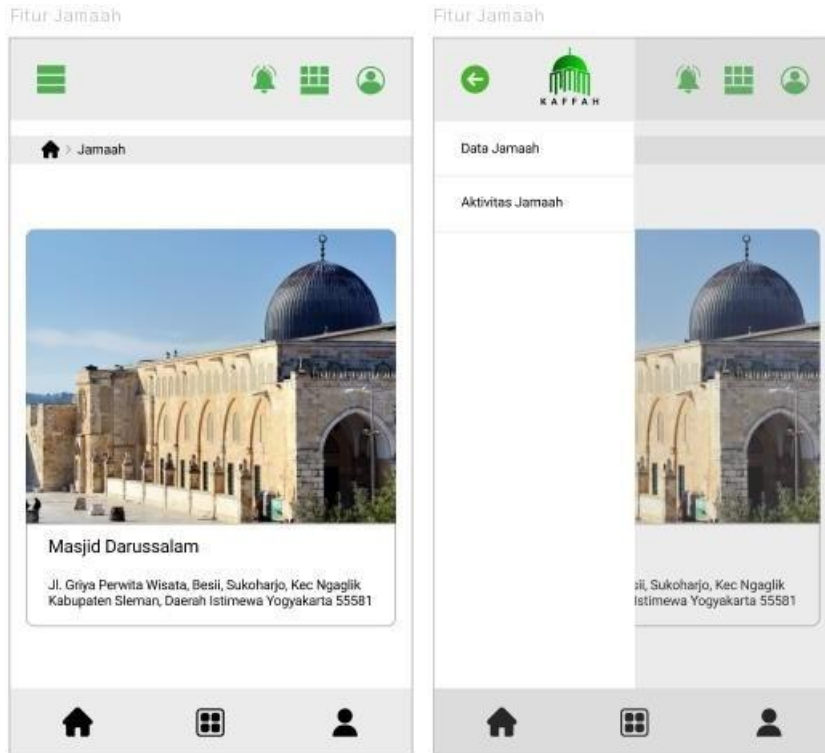 Fitur Jamaah
Jamaah
Masjid Darussalam
Jl. Griya Perwita Wisata, Besii, Sukoharjo, Kec Ngaglik
Kabupaten Sleman, Daerah Istimewa Yogyakarta 55581
Fitur Jamaah
KAFFAH
Data Jamaah
Aktivitas Jamaah
sii, Sukoharjo, Kec Ngaglik
Istimewa Yogyakarta 55581